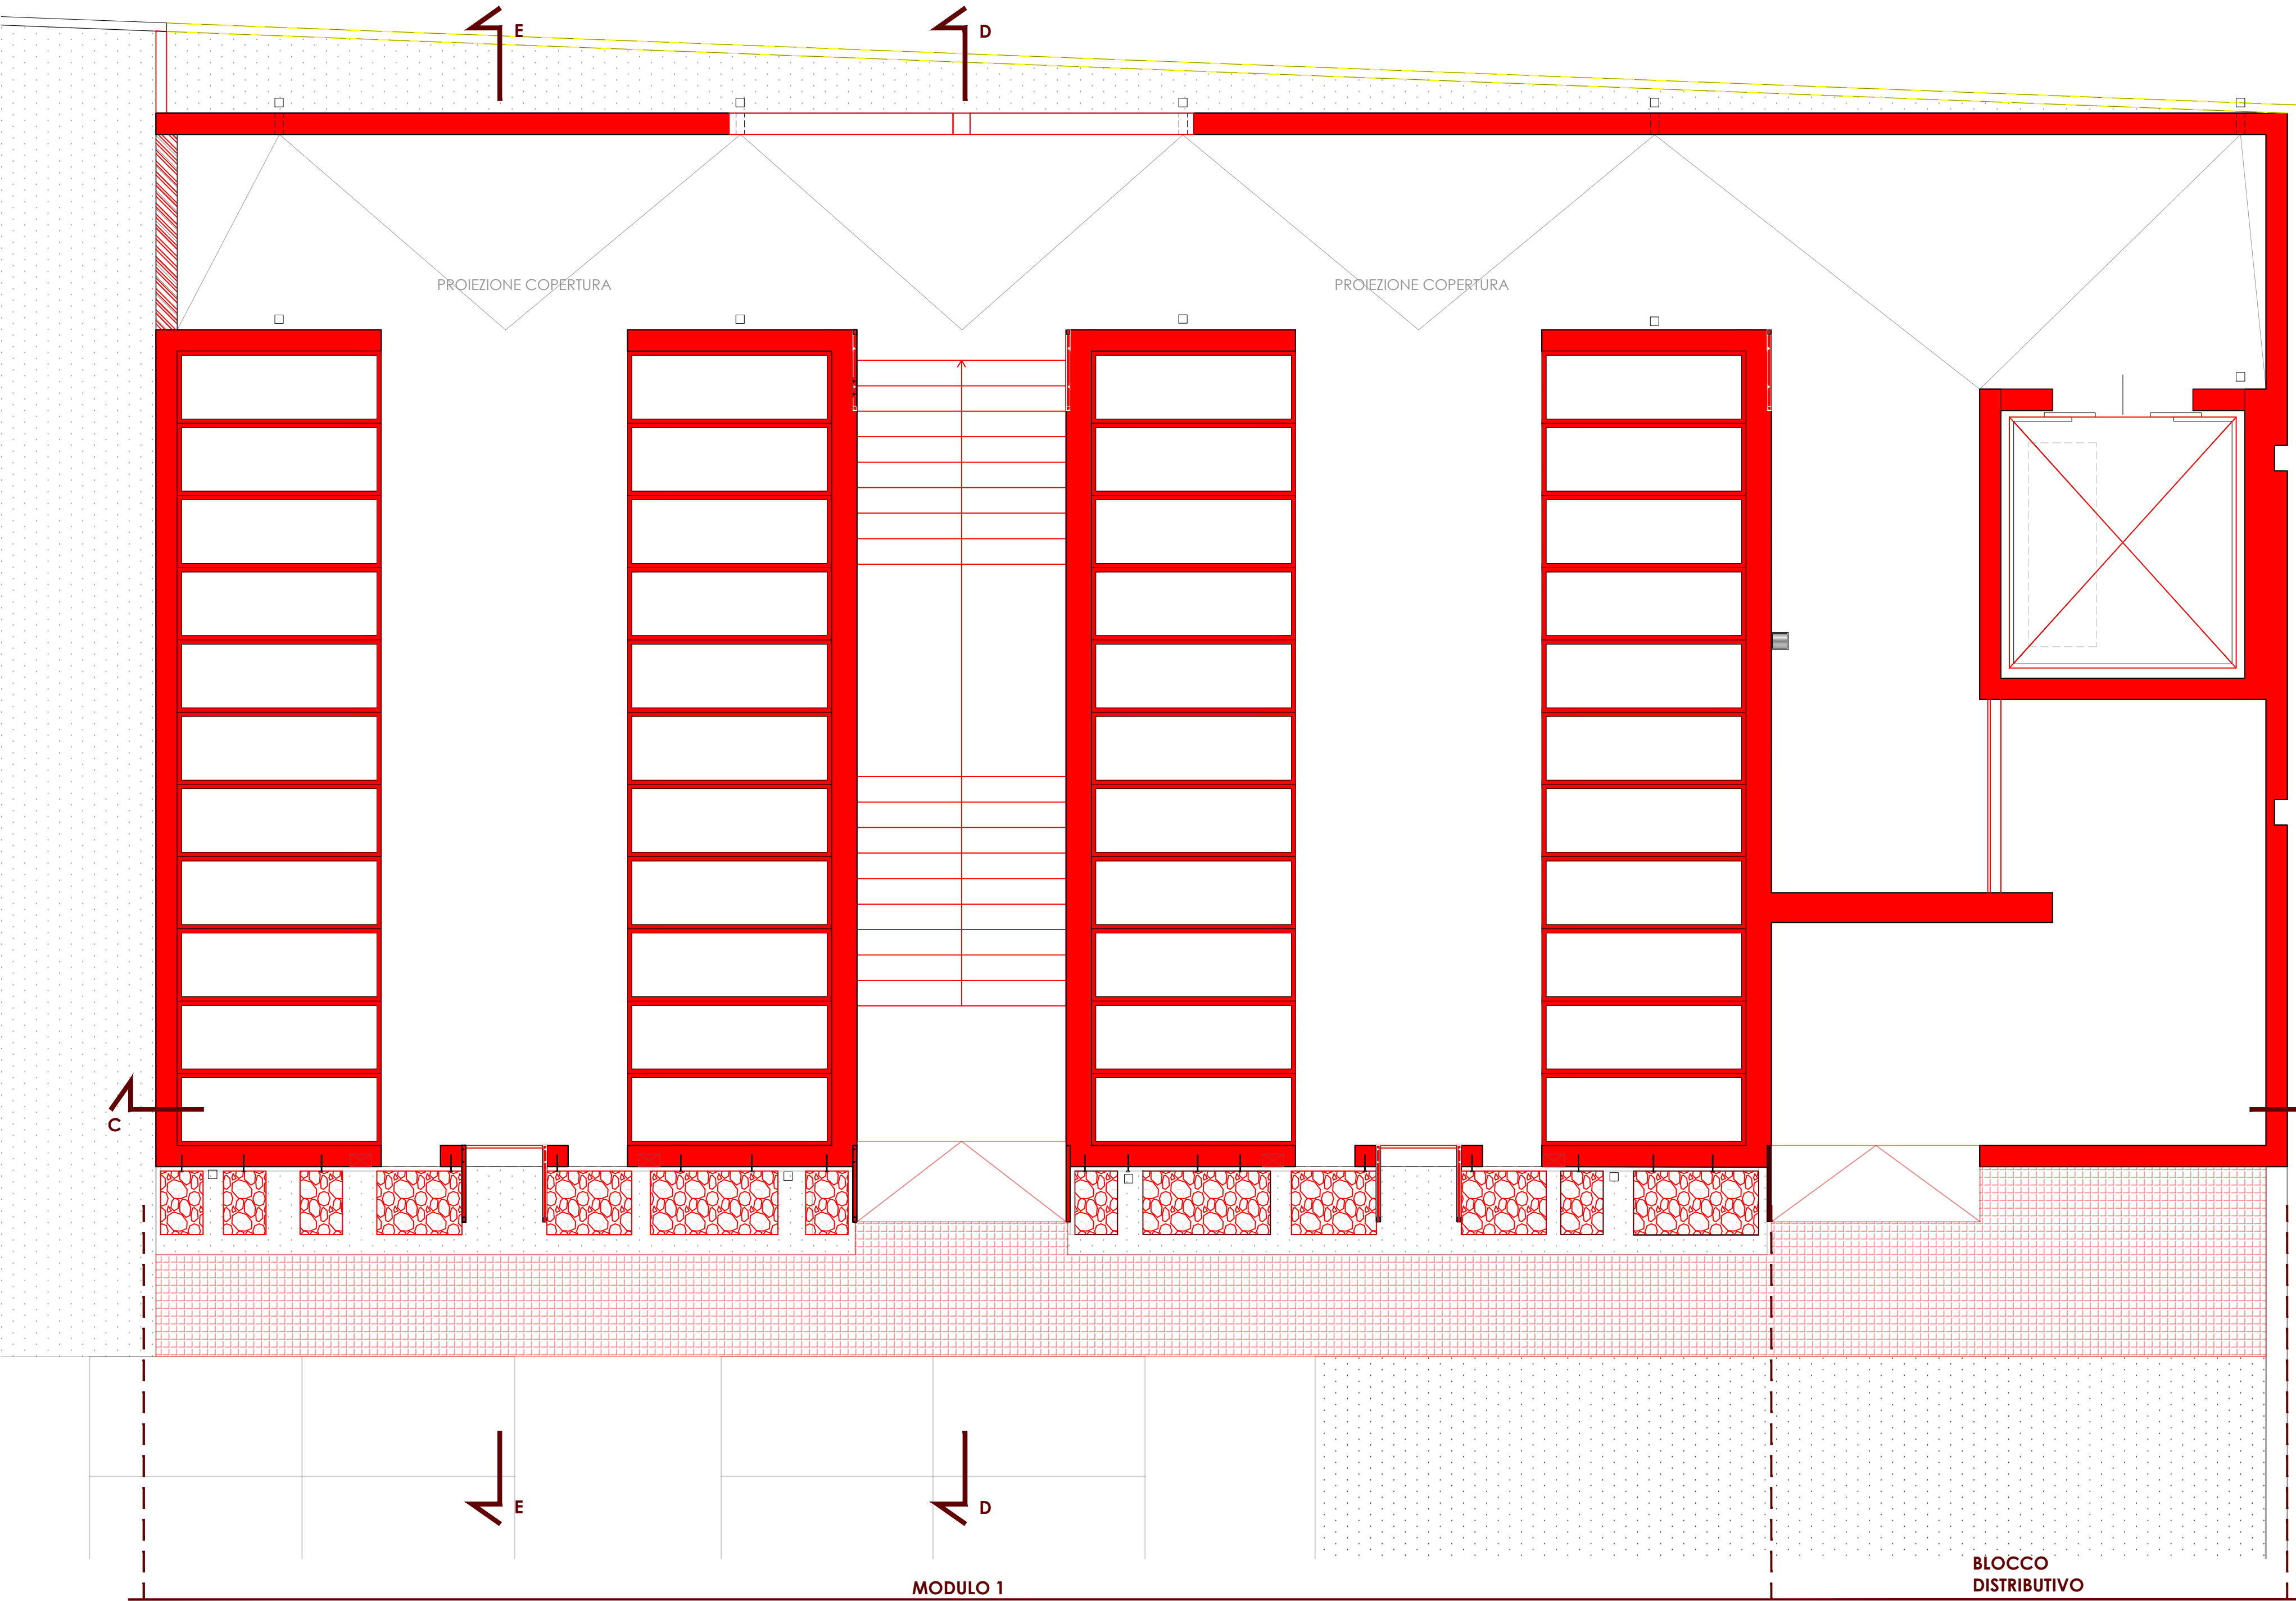 E
D
PROIEZIONE COPERTURA
PROIEZIONE COPERTURA
C
E
D
BLOCCO
DISTRIBUTIVO
MODULO 1